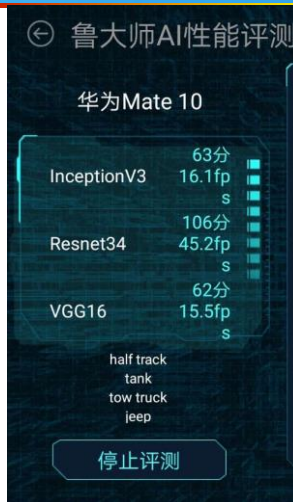 鲁大师AI性能评测
华为Mate 10
63分
InceptionV3 16.1fp
s
106分
Resnet34 45.2fp
s
62分
VGG16 15.5fp
s
half track
tank
tow truck
jeep
停止评测